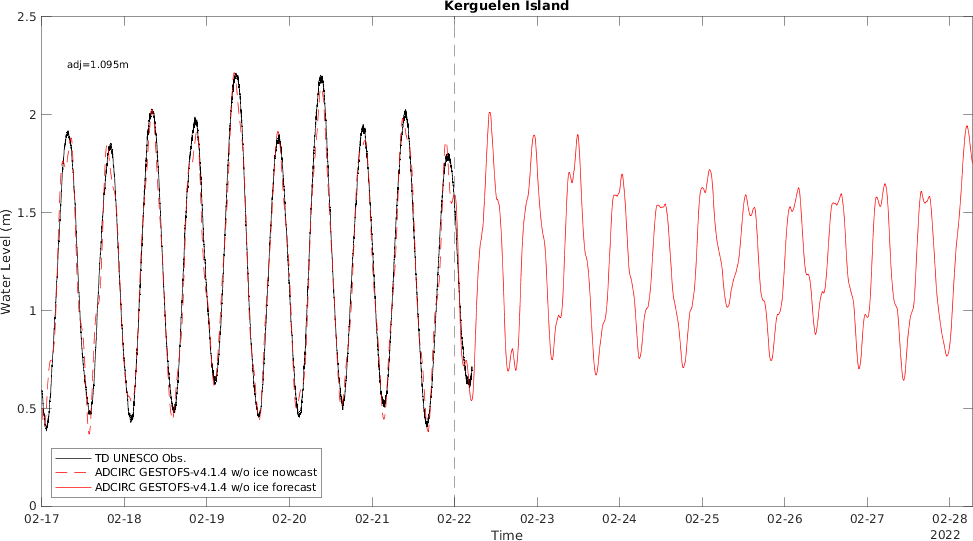 Kerguelen Island
2.5
adj=1.095m
2
1.5
Water Level (m)
1
0.5
TD UNESCO Obs.
ADCIRC GESTOFS-v4.1.4 w/o ice nowcast
ADCIRC GESTOFS-v4.1.4 w/o ice forecast
0
02-17 02-18 02-19 02-20 02-21 02-22 02-23 02-24 02-25 02-26 02-27 02-28
Time
2022